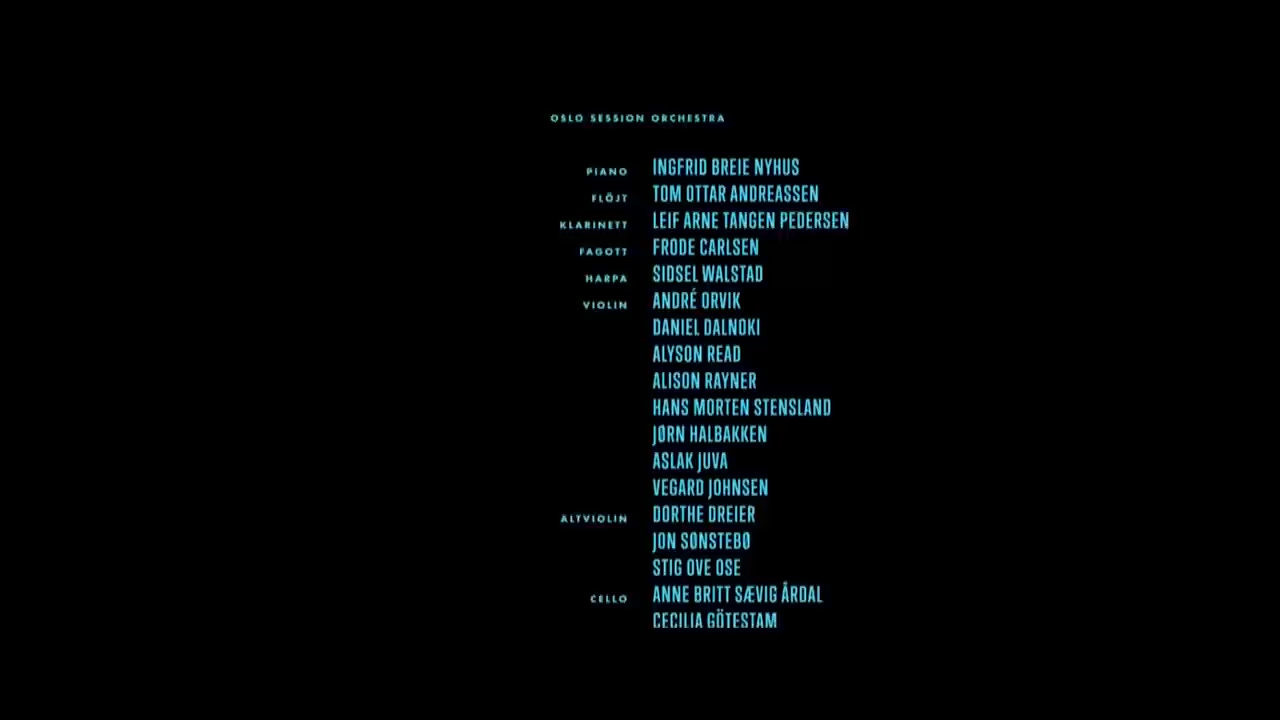 OSLO SESSION ORCHESTRA
PIANO INGFRID BREIE NYHUS
FLÖJT TOM OTTAR ANDREASSEN
KLARINETT LEIF ARNE TANGEN PEDERSEN
FAGOTT FRODE CARLSEN
HARPA SIDSEL WALSTAD
VIOLIN ANDRÉ ORVIK
DANIEL DALNOKI
ALYSON READ
ALISON RAYNER
HANS MORTEN STENSLAND
JØRN HALBAKKEN
ASLAK JUVA
VEGARD JOHNSEN
ALTVIOLIN DORTHE DREIER
JON SØNSTEBØ
STIG OVE OSE
CELLO ANNE BRITT SÆVIG ÅRDAL
CECILIA GÖTESTAM